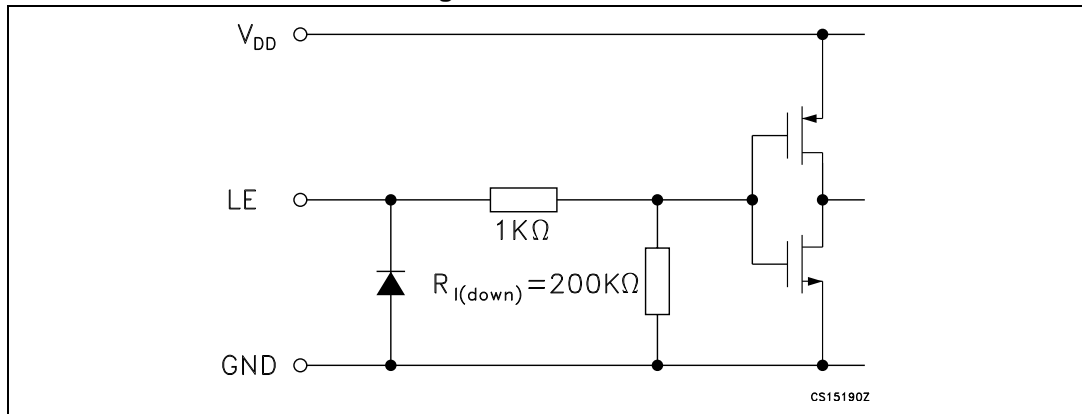 V_DD
LE
1KΩ
R_I(down)=200KΩ
GND
CS15190Z